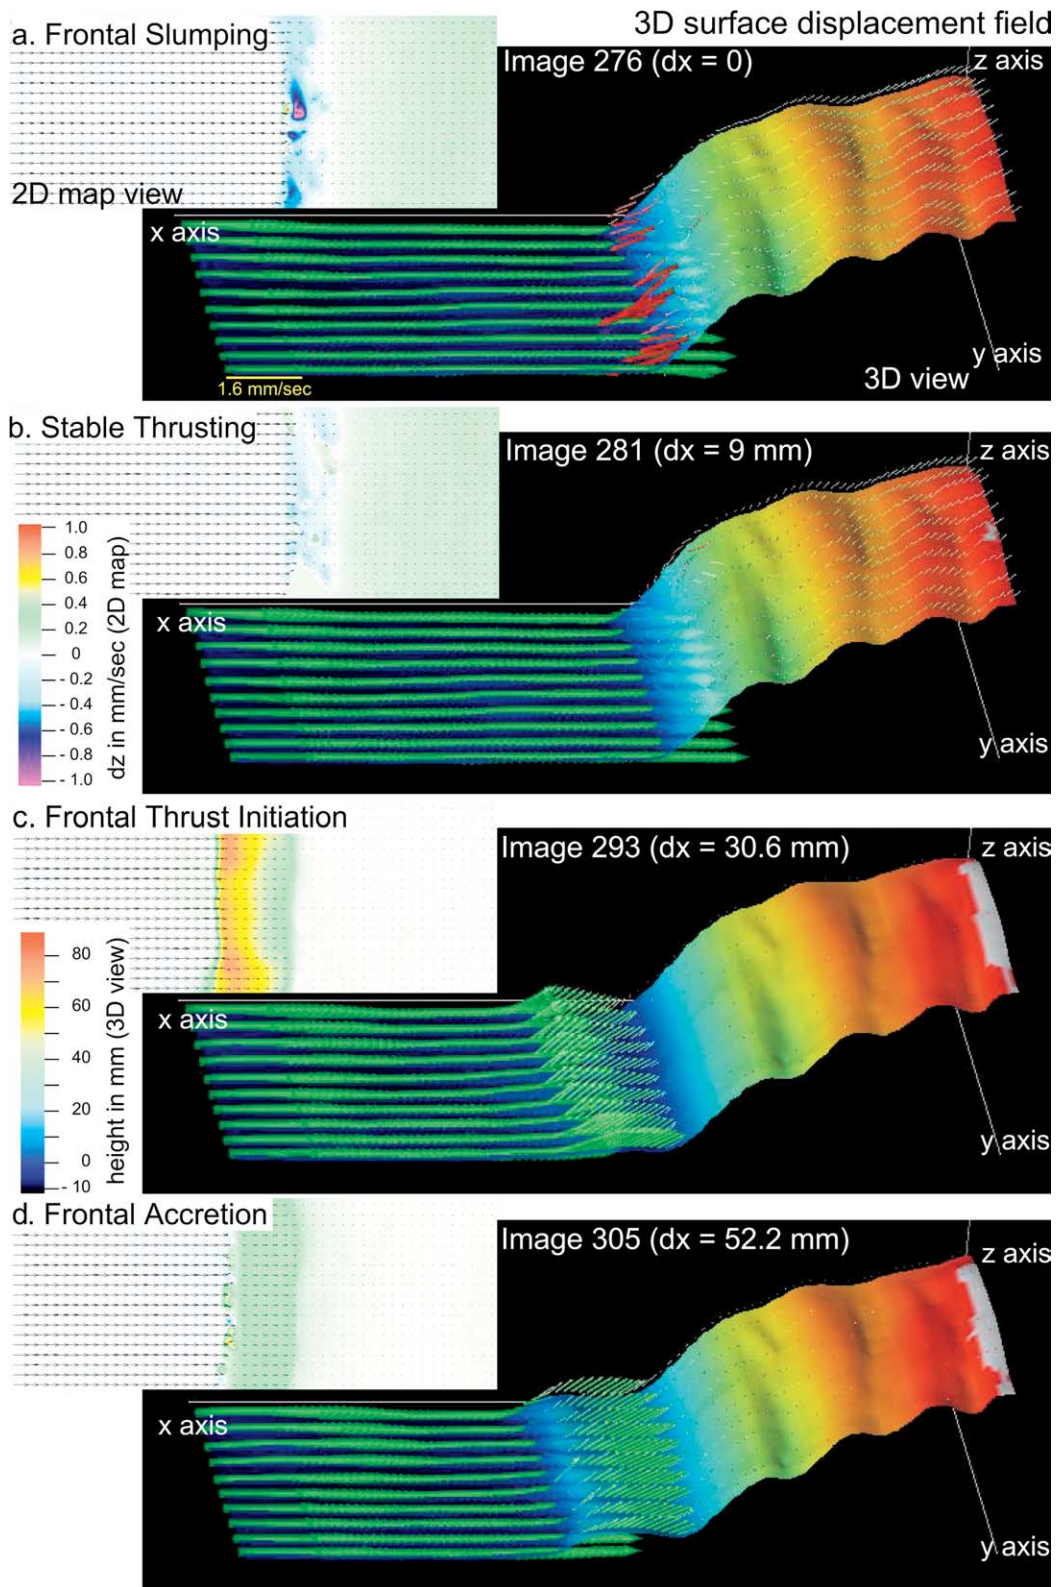 a. Frontal Slumping
3D surface displacement field
Image 276 (dx = 0)
z axis
2D map view
x axis
y axis
3D view
1.6 mm/sec
b. Stable Thrusting
Image 281 (dx = 9 mm)
z axis
1.0
0.8
0.6
0.4
0.2
0
- 0.2
- 0.4
- 0.6
- 0.8
- 1.0
dz in mm/sec (2D map)
x axis
y axis
c. Frontal Thrust Initiation
Image 293 (dx = 30.6 mm)
z axis
80
60
40
20
0
- 10
height in mm (3D view)
x axis
y axis
d. Frontal Accretion
Image 305 (dx = 52.2 mm)
z axis
x axis
y axis